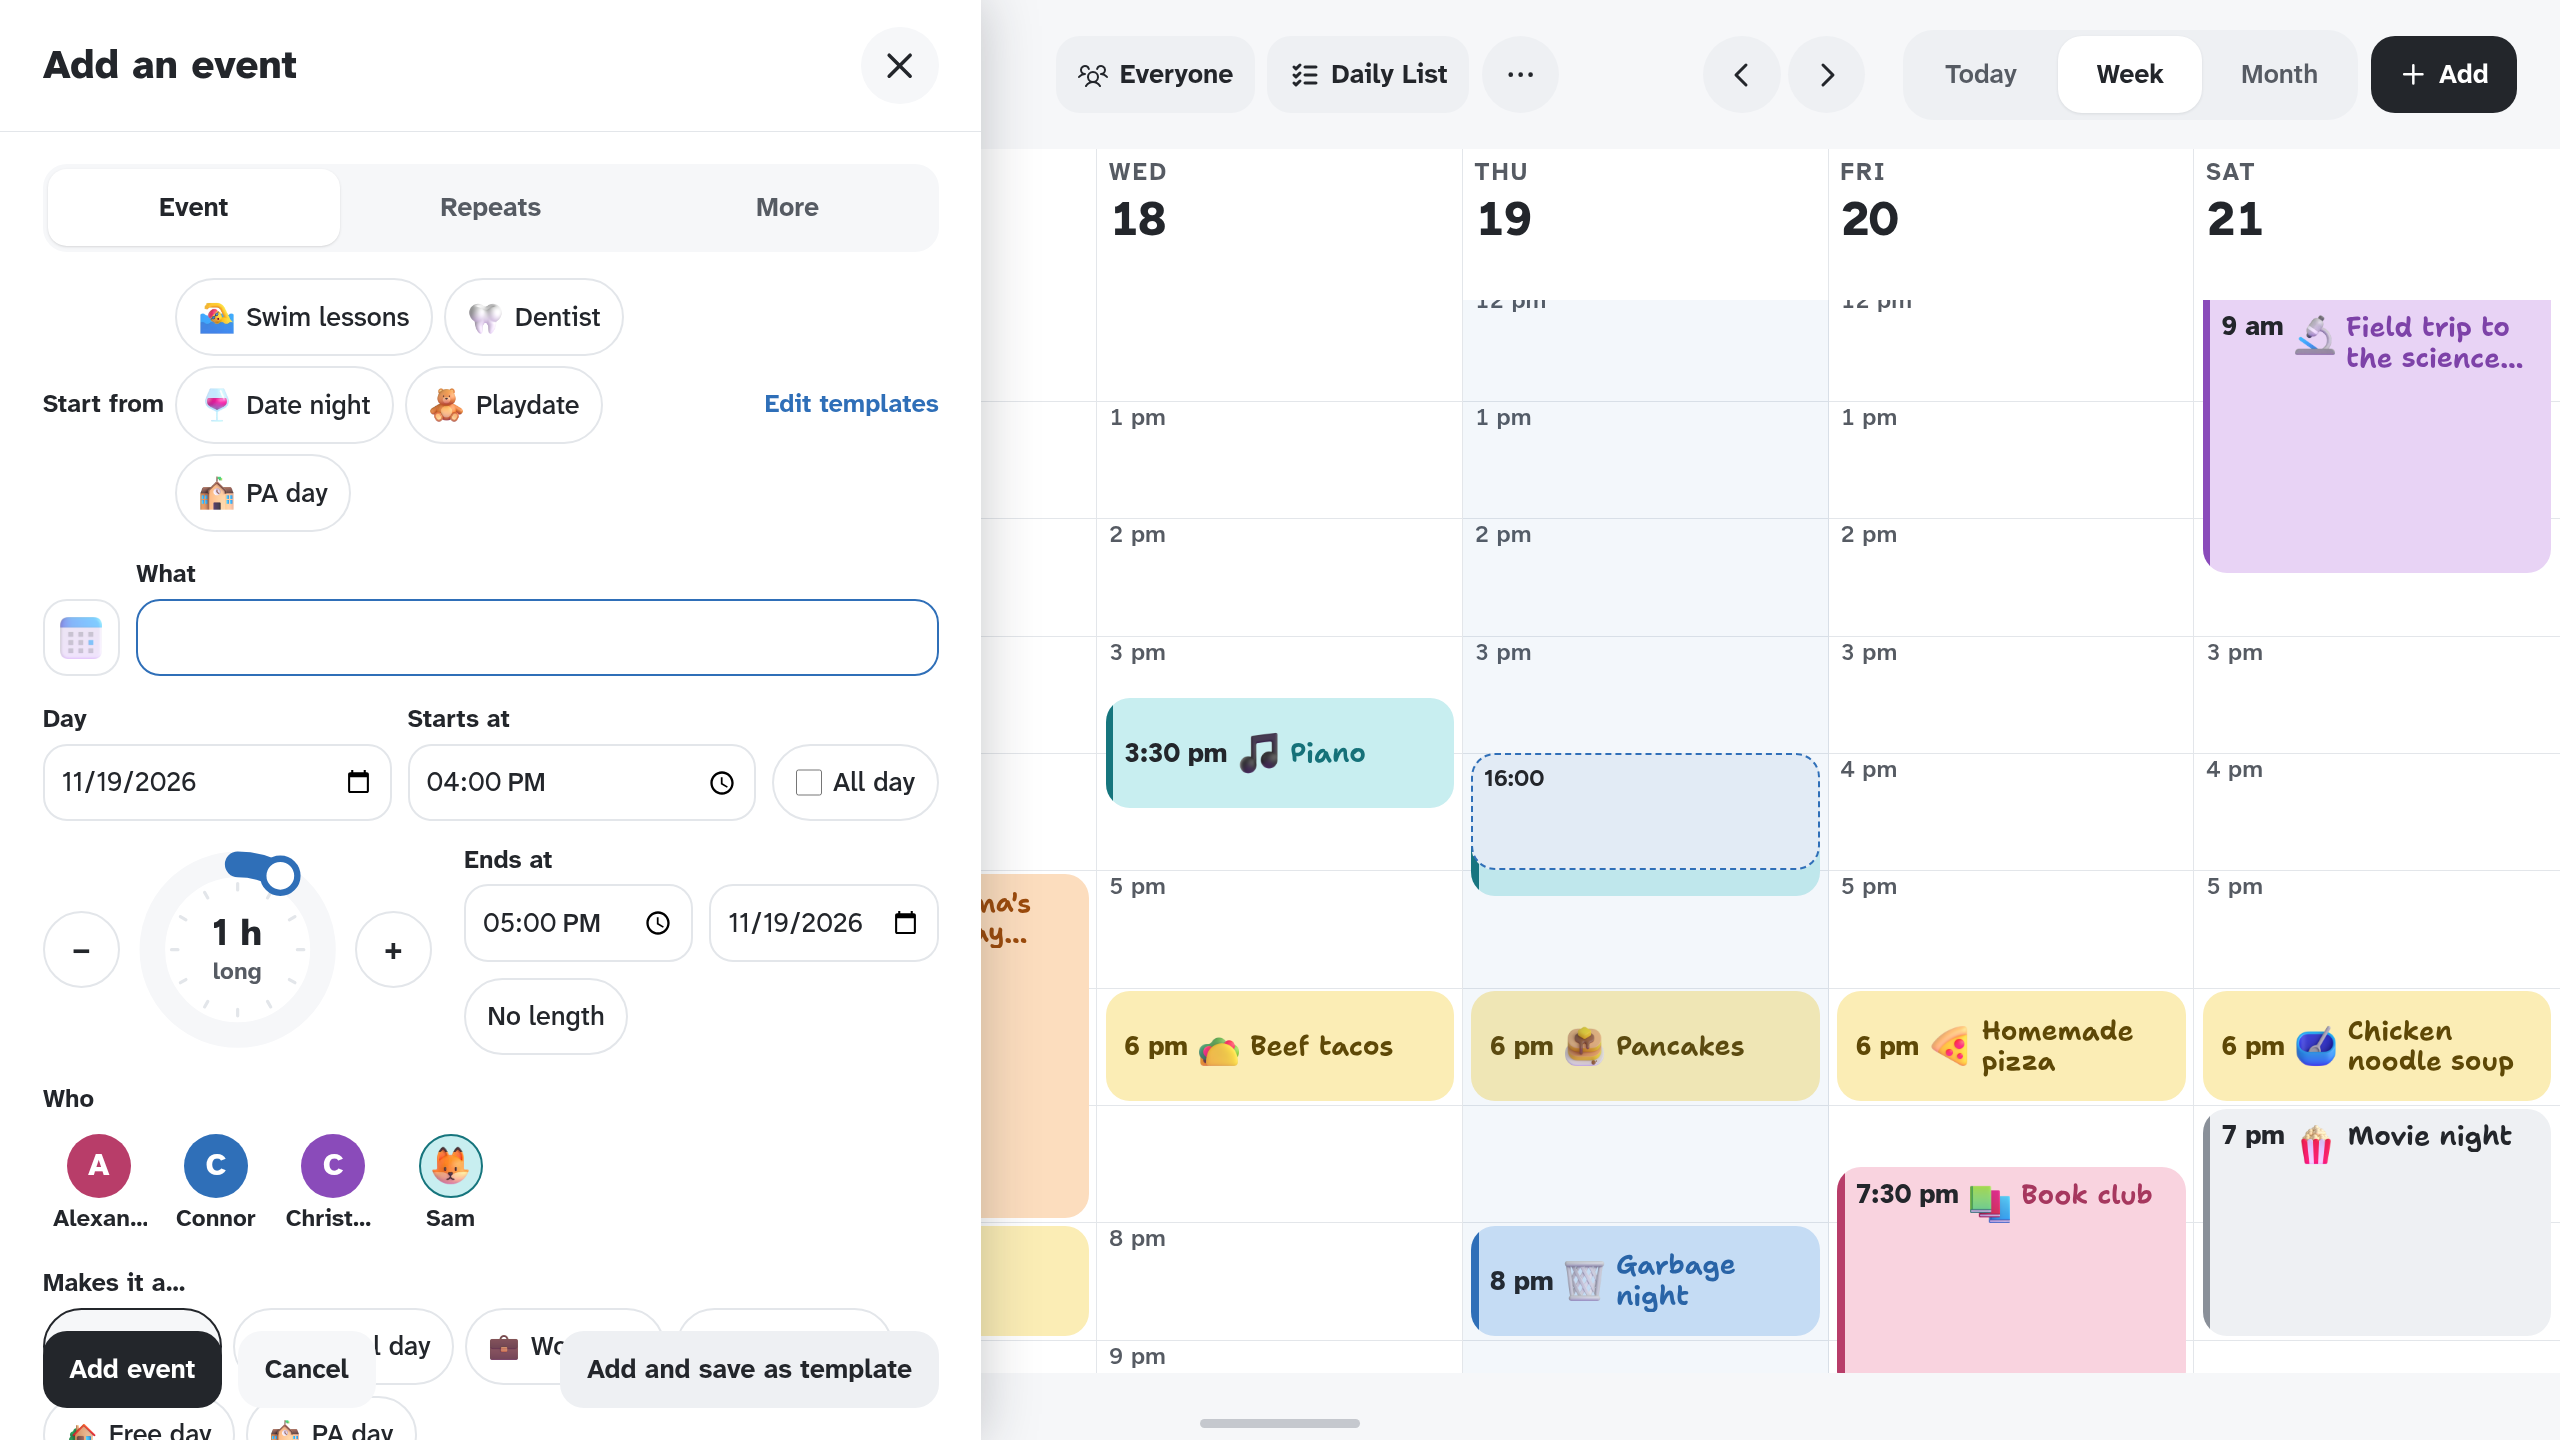 Add an event
Everyone
Daily List
Today
Week
Month
Add
Event
Repeats
More
Start from
Swim lessons
Dentist
Date night
Playdate
PA day
Edit templates
What
Day
Starts at
11/19/2026
04:00 PM
All day
1 h
long
Ends at
05:00 PM
11/19/2026
No length
Who
A
C
C
Alexan...
Connor
Christ...
Sam
Makes it a...
l day
Wo
Add event
Cancel
Add and save as template
Free day
PA day
WED
18
THU
19
FRI
20
SAT
21
12 pm
12 pm
9 am
Field trip to
the science...
1 pm
1 pm
1 pm
2 pm
2 pm
2 pm
3 pm
3 pm
3 pm
3 pm
3:30 pm
Piano
16:00
4 pm
4 pm
na's
ay...
5 pm
5 pm
5 pm
6 pm
Beef tacos
6 pm
Pancakes
6 pm
Homemade
pizza
6 pm
Chicken
noodle soup
7:30 pm
Book club
7 pm
Movie night
8 pm
8 pm
Garbage
night
9 pm